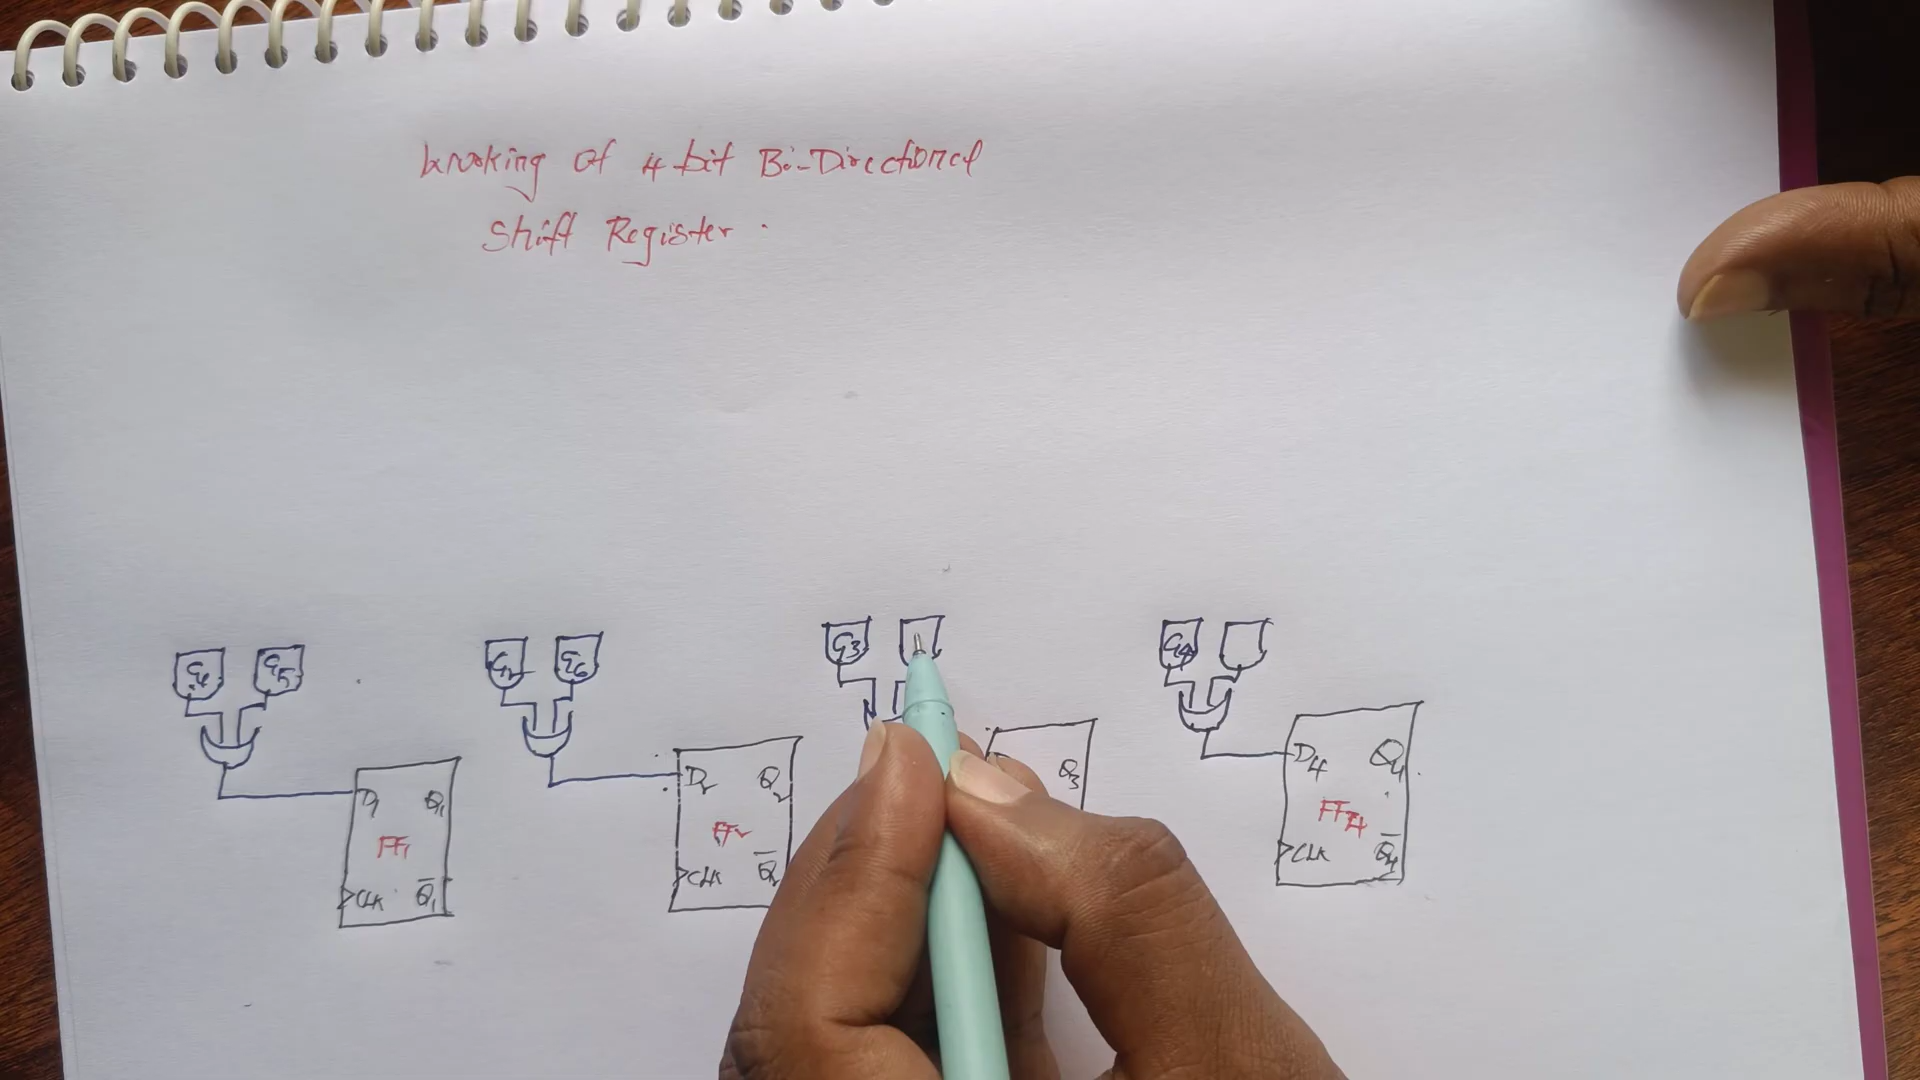 Working of 4-bit Bi-Directional
Shift Register.
G1 G5 G2 G6 G3 G4
D1 Q1
FF1
CLK Q̅1
D2 Q2
FF2
CLK Q̅2
Q3
D4 Q4
FF4
CLK Q̅4